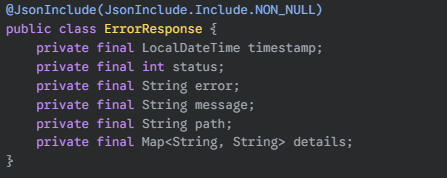 @JsonInclude(JsonInclude.Include.NON_NULL)
public class ErrorResponse {
    private final LocalDateTime timestamp;
    private final int status;
    private final String error;
    private final String message;
    private final String path;
    private final Map<String, String> details;
}